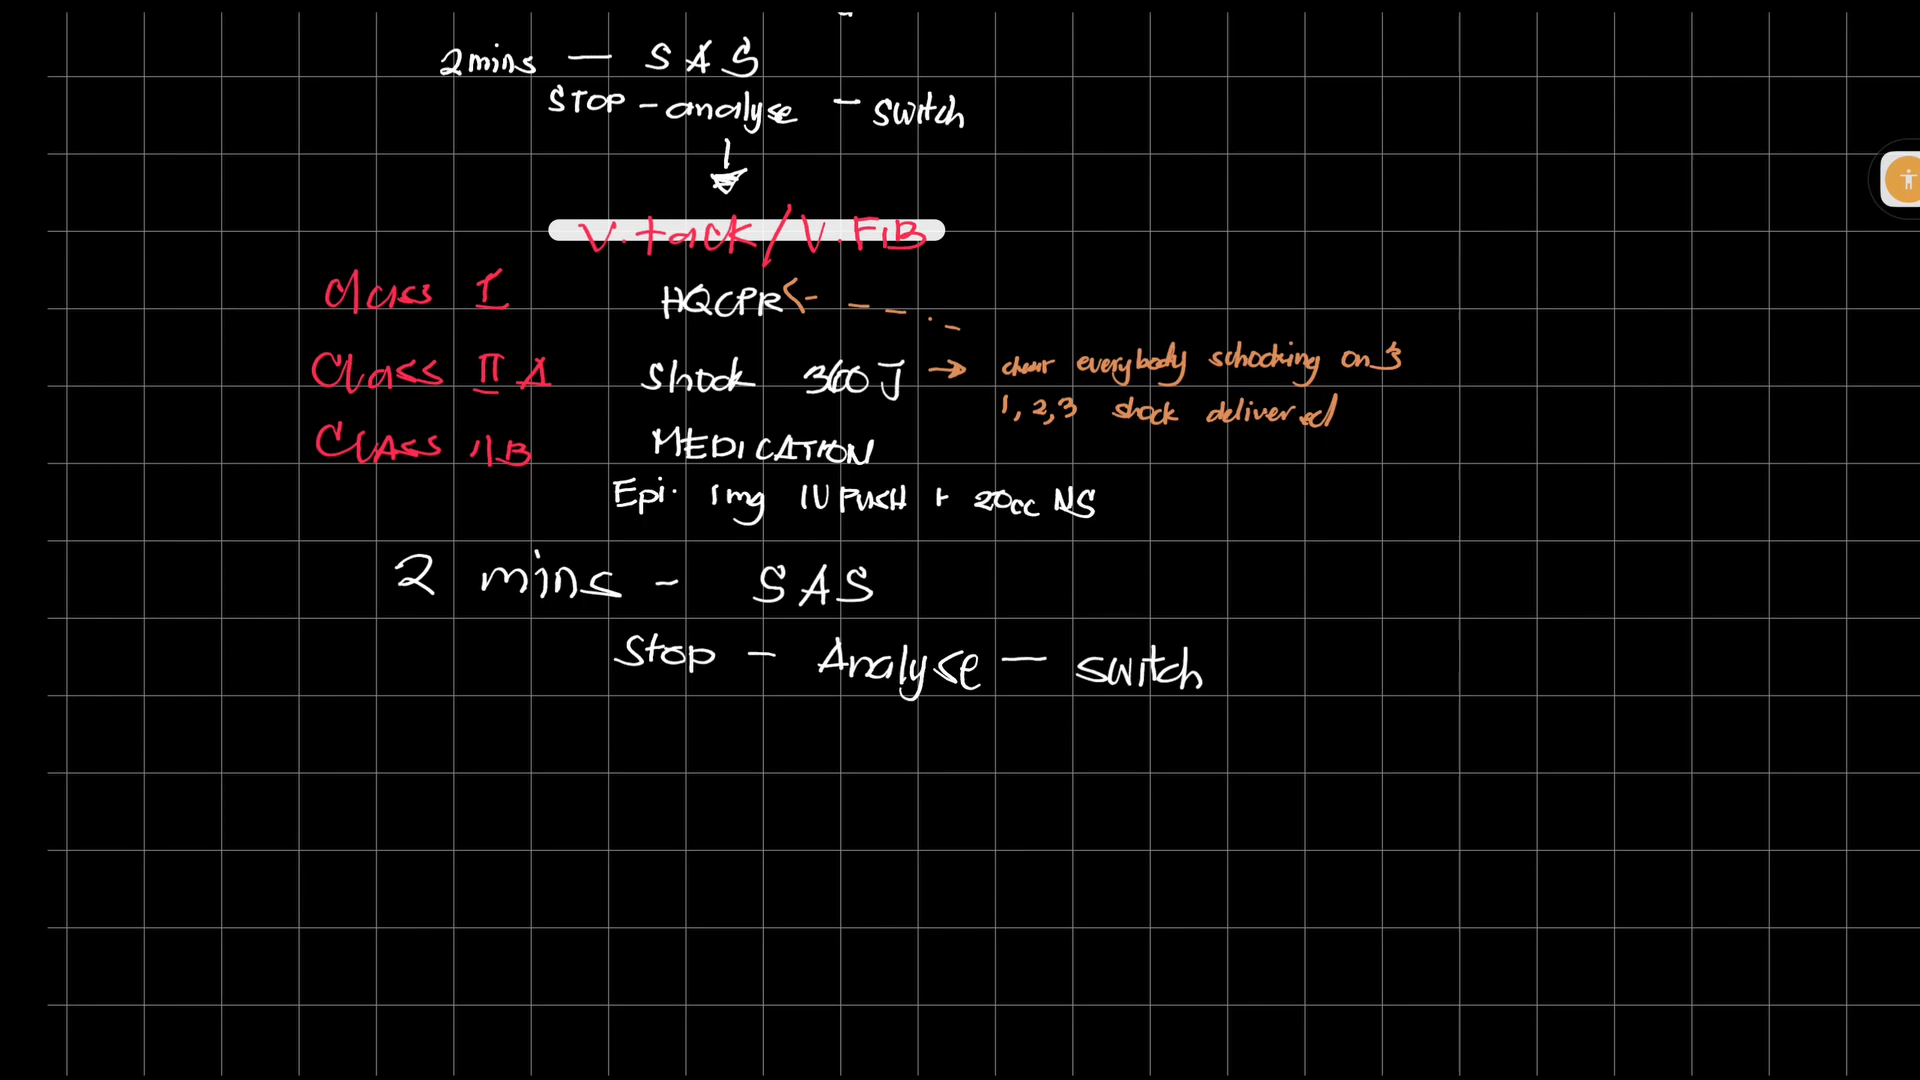 2mins — SAS
STOP - analyse - switch
V. tack / V. FIB
Class I HQCPR
Class II A Shock 360 J → clear everybody schocking on 3
1, 2, 3 shock delivered
CLASS IIB MEDICATION
Epi. 1mg IV PUSH + 20cc NS
2 mins - SAS
Stop - Analyse - switch